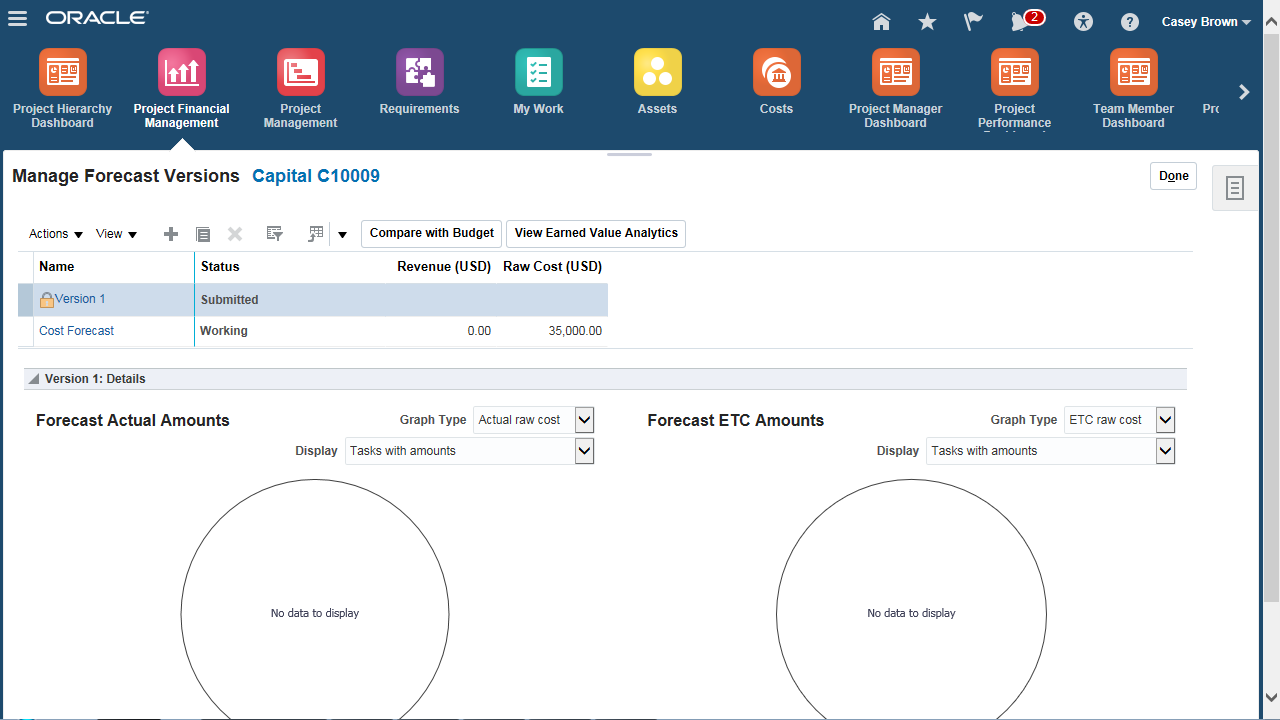 ORACLE
2
Casey Brown
Project Hierarchy
Dashboard
Project Financial
Management
Project
Management
Requirements
My Work
Assets
Costs
Project Manager
Dashboard
Project
Performance
Team Member
Dashboard
Manage Forecast Versions Capital C10009
Done
Actions View
Compare with Budget
View Earned Value Analytics
Name Status Revenue (USD) Raw Cost (USD)
Version 1 Submitted
Cost Forecast Working 0.00 35,000.00
Version 1: Details
Forecast Actual Amounts
Graph Type Actual raw cost
Display Tasks with amounts
No data to display
Forecast ETC Amounts
Graph Type ETC raw cost
Display Tasks with amounts
No data to display